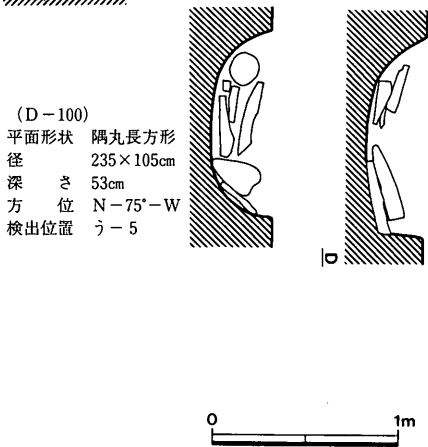 (D-100)
平面形状 隅丸長方形
径 235×105cm
深さ 53cm
方位 N-75°-W
検出位置 う-5
D
0 1m